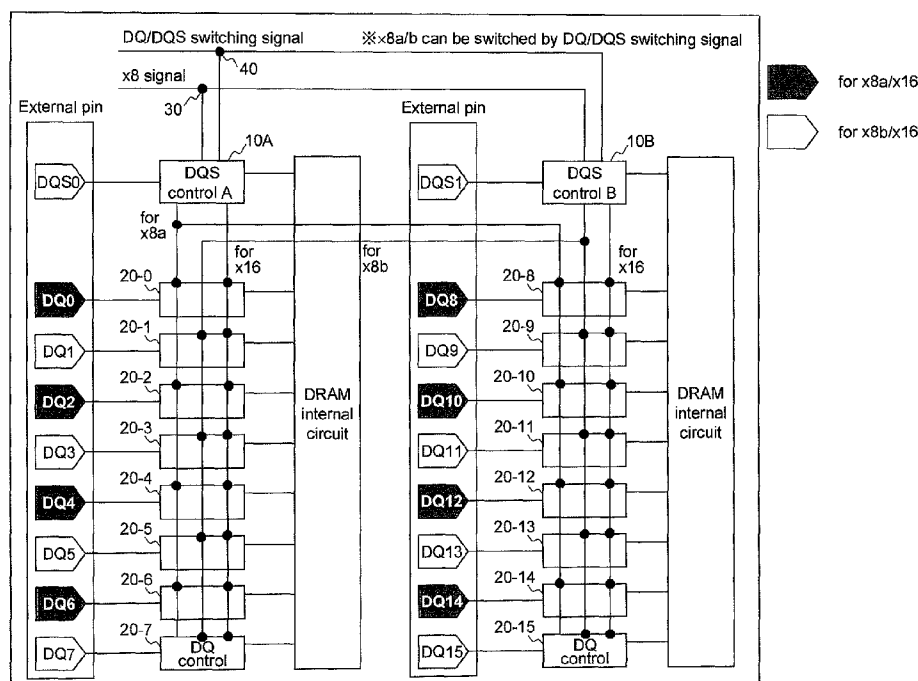 DQ/DQS switching signal
※x8a/b can be switched by DQ/DQS switching signal
40
x8 signal
30
for x8a/x16
for x8b/x16
External pin
10A
DQS0
DQS
control A
for
x8a
for
x16
for
x8b
20-0
DQ0
20-1
DQ1
20-2
DQ2
20-3
DQ3
20-4
DQ4
20-5
DQ5
20-6
DQ6
20-7
DQ7
DQ
control
DRAM
internal
circuit
External pin
10B
DQS1
DQS
control B
for
x16
20-8
DQ8
20-9
DQ9
20-10
DQ10
20-11
DQ11
20-12
DQ12
20-13
DQ13
20-14
DQ14
20-15
DQ15
DQ
control
DRAM
internal
circuit